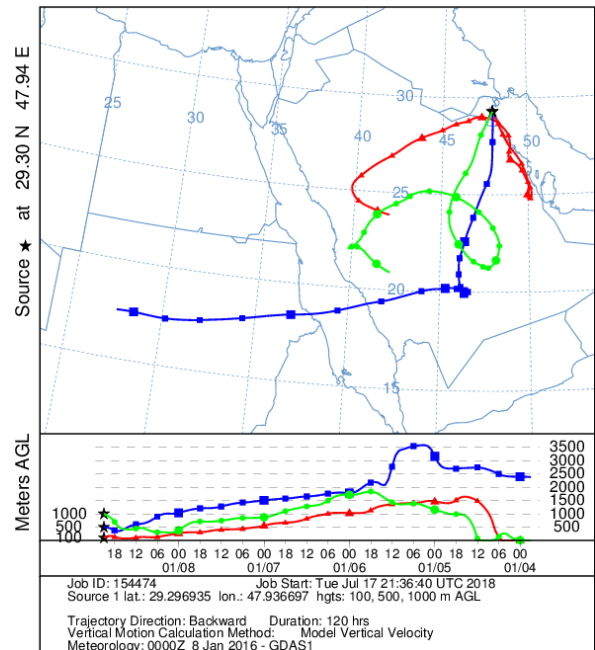 Source ★ at 29.30 N 47.94 E
25
30
35
40
45
30
50
25
20
15
Meters AGL
3500
3000
2500
2000
1500
1000
500
1000
500
100
18 12 06 00 18 12 06 00 18 12 06 00 18 12 06 00 18 12 06 00
01/08 01/07 01/06 01/05 01/04
Job ID: 154474 Job Start: Tue Jul 17 21:36:40 UTC 2018
Source 1 lat.: 29.296935 lon.: 47.936697 hgts: 100, 500, 1000 m AGL
Trajectory Direction: Backward Duration: 120 hrs
Vertical Motion Calculation Method: Model Vertical Velocity
Meteorology: 0000Z 8 Jan 2016 - GDAS1